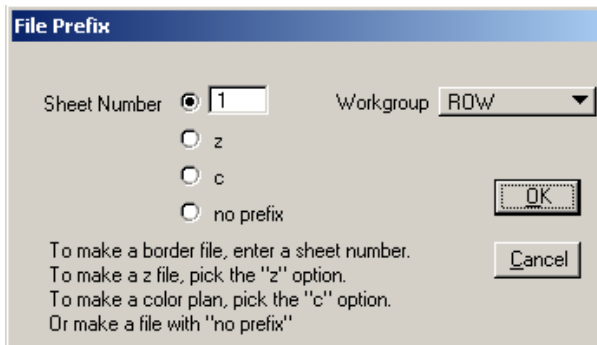 File Prefix
Sheet Number 1 Workgroup ROW
z
c
no prefix
OK
To make a border file, enter a sheet number.
To make a z file, pick the "z" option.
Cancel
To make a color plan, pick the "c" option.
Or make a file with "no prefix"